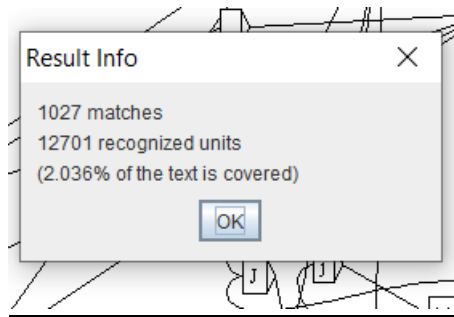 Result Info
1027 matches
12701 recognized units
(2.036% of the text is covered)
OK
J
J